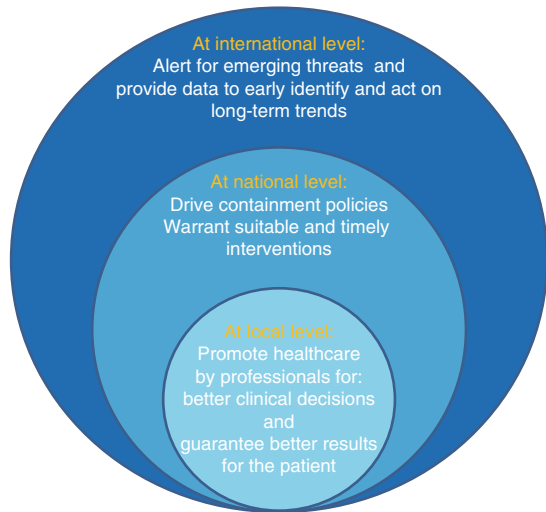 At international level:
Alert for emerging threats and
provide data to early identify and act on
long-term trends
At national level:
Drive containment policies
Warrant suitable and timely
interventions
At local level:
Promote healthcare
by professionals for:
better clinical decisions
and
guarantee better results
for the patient